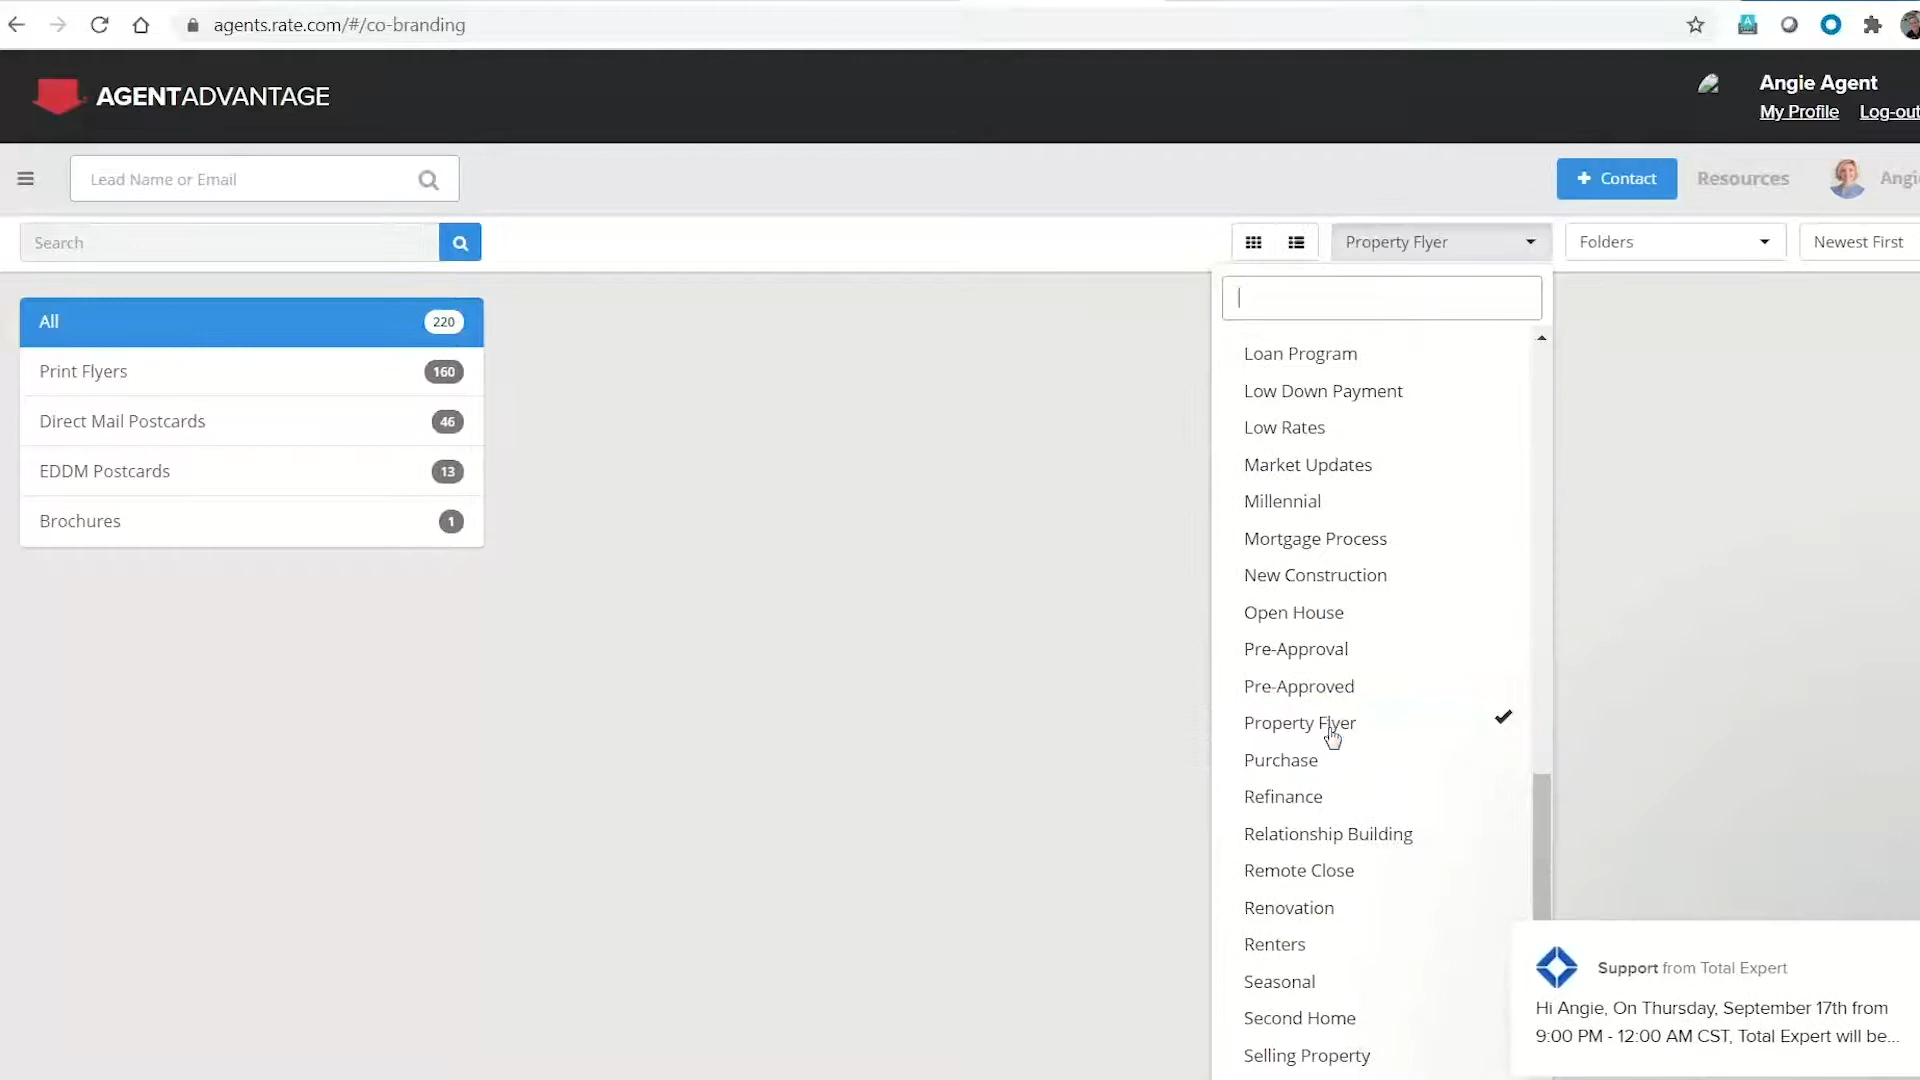 agents.rate.com/#/co-branding
AGENTADVANTAGE
Angie Agent
My Profile Log-out
Lead Name or Email
+ Contact
Resources
Search
Property Flyer
Folders
Newest First
All 220
Print Flyers 160
Direct Mail Postcards 46
EDDM Postcards 13
Brochures 1
Loan Program
Low Down Payment
Low Rates
Market Updates
Millennial
Mortgage Process
New Construction
Open House
Pre-Approval
Pre-Approved
Property Flyer
Purchase
Refinance
Relationship Building
Remote Close
Renovation
Renters
Seasonal
Second Home
Selling Property
Support from Total Expert
Hi Angie, On Thursday, September 17th from
9:00 PM - 12:00 AM CST, Total Expert will be...